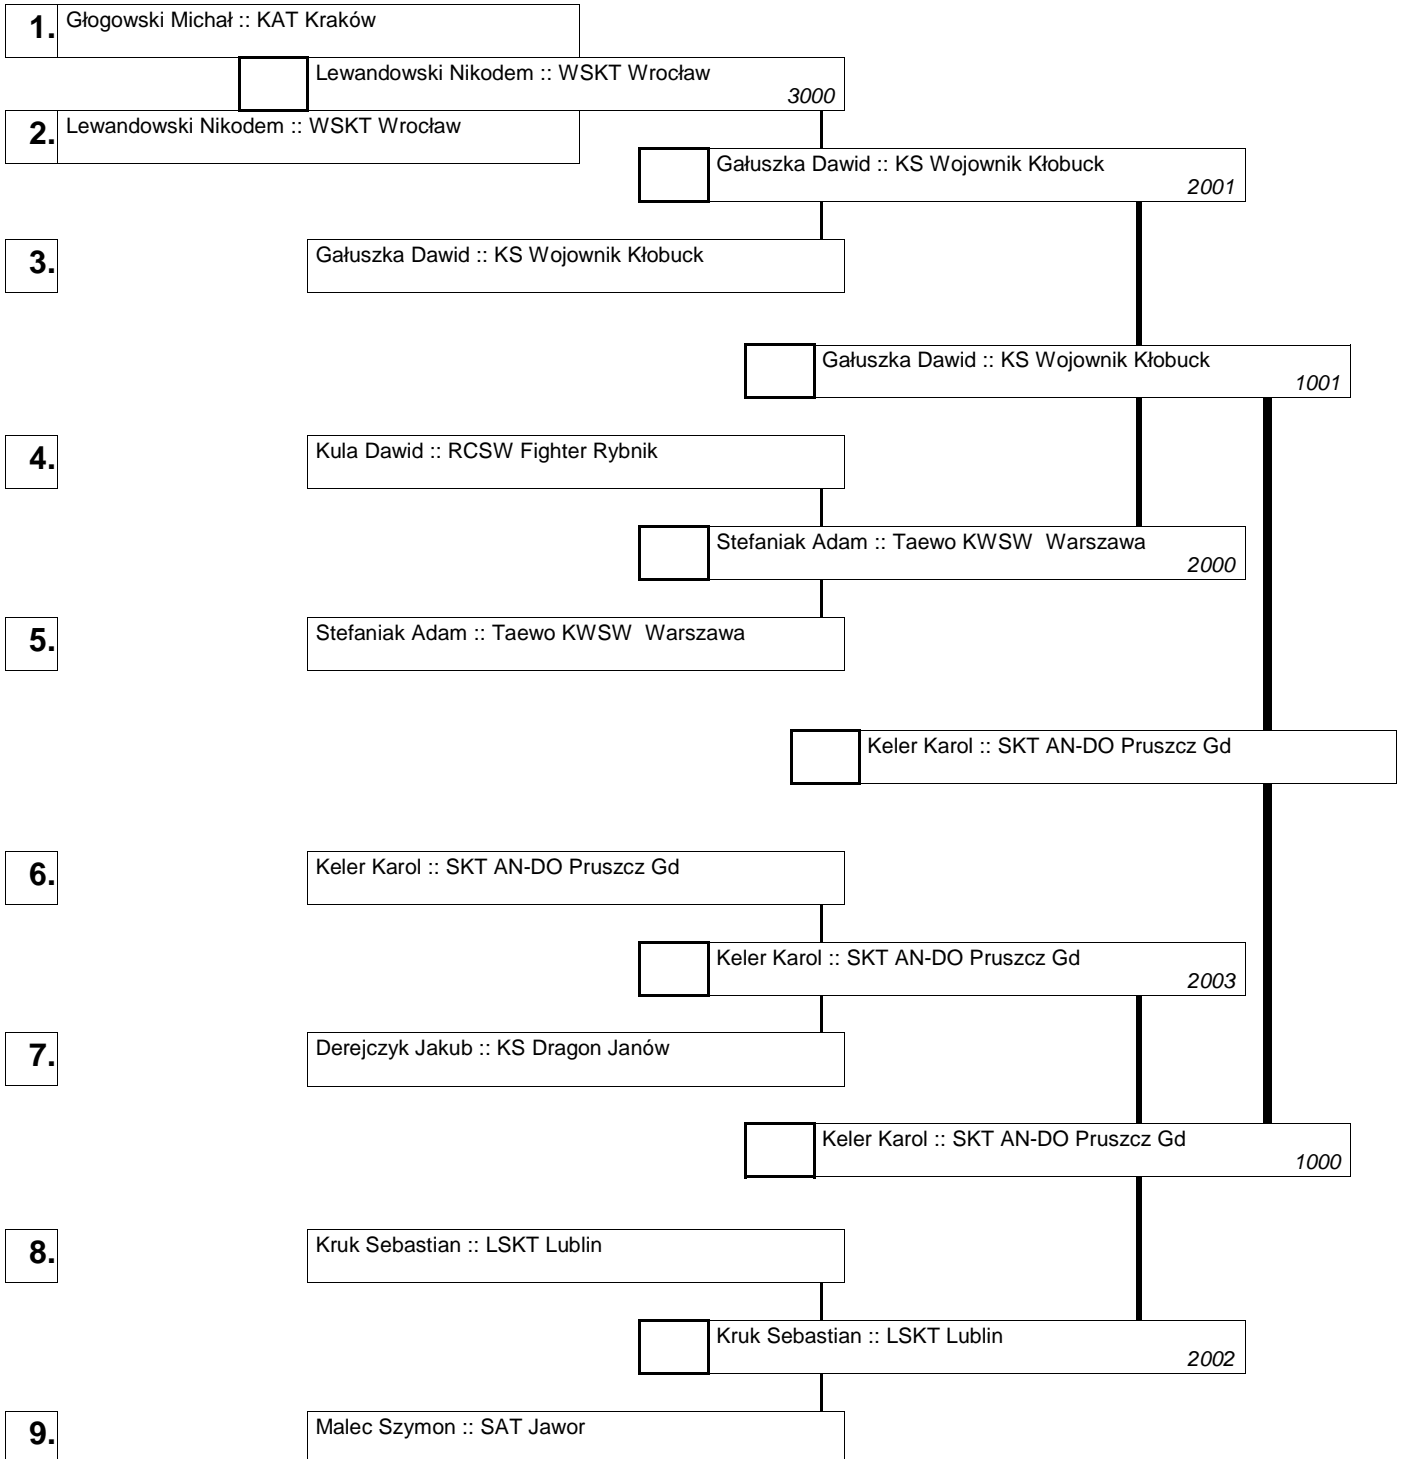 1. Głogowski Michał :: KAT Kraków
Lewandowski Nikodem :: WSKT Wrocław
3000
2. Lewandowski Nikodem :: WSKT Wrocław
Gałuszka Dawid :: KS Wojownik Kłobuck
2001
3. Gałuszka Dawid :: KS Wojownik Kłobuck
Gałuszka Dawid :: KS Wojownik Kłobuck
1001
4. Kula Dawid :: RCSW Fighter Rybnik
Stefaniak Adam :: Taewo KWSW  Warszawa
2000
5. Stefaniak Adam :: Taewo KWSW  Warszawa
Keler Karol :: SKT AN-DO Pruszcz Gd
6. Keler Karol :: SKT AN-DO Pruszcz Gd
Keler Karol :: SKT AN-DO Pruszcz Gd
2003
7. Derejczyk Jakub :: KS Dragon Janów
Keler Karol :: SKT AN-DO Pruszcz Gd
1000
8. Kruk Sebastian :: LSKT Lublin
Kruk Sebastian :: LSKT Lublin
2002
9. Malec Szymon :: SAT Jawor